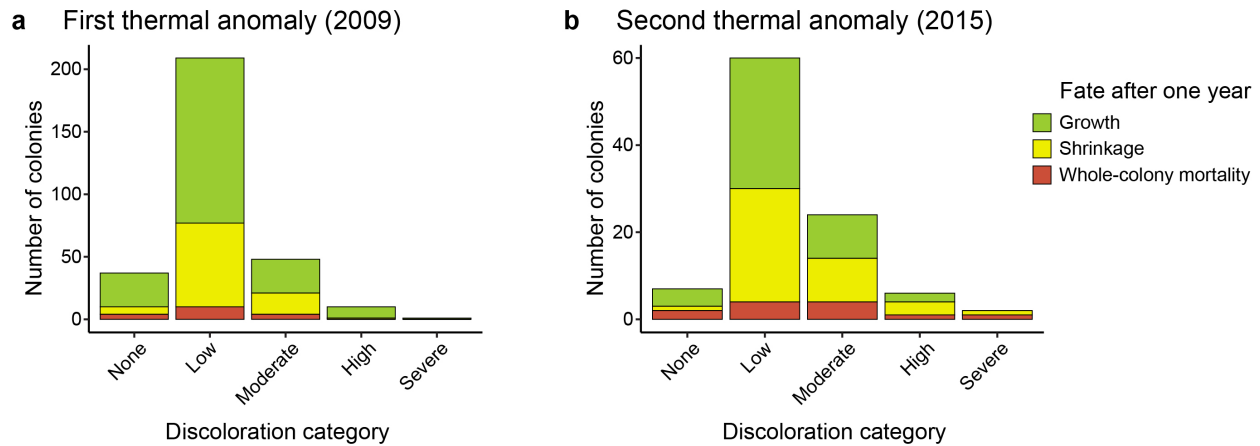 a First thermal anomaly (2009)
Number of colonies
200
150
100
50
0
None
Low
Moderate
High
Severe
Discoloration category
b Second thermal anomaly (2015)
Number of colonies
60
40
20
0
None
Low
Moderate
High
Severe
Discoloration category
Fate after one year
Growth
Shrinkage
Whole-colony mortality